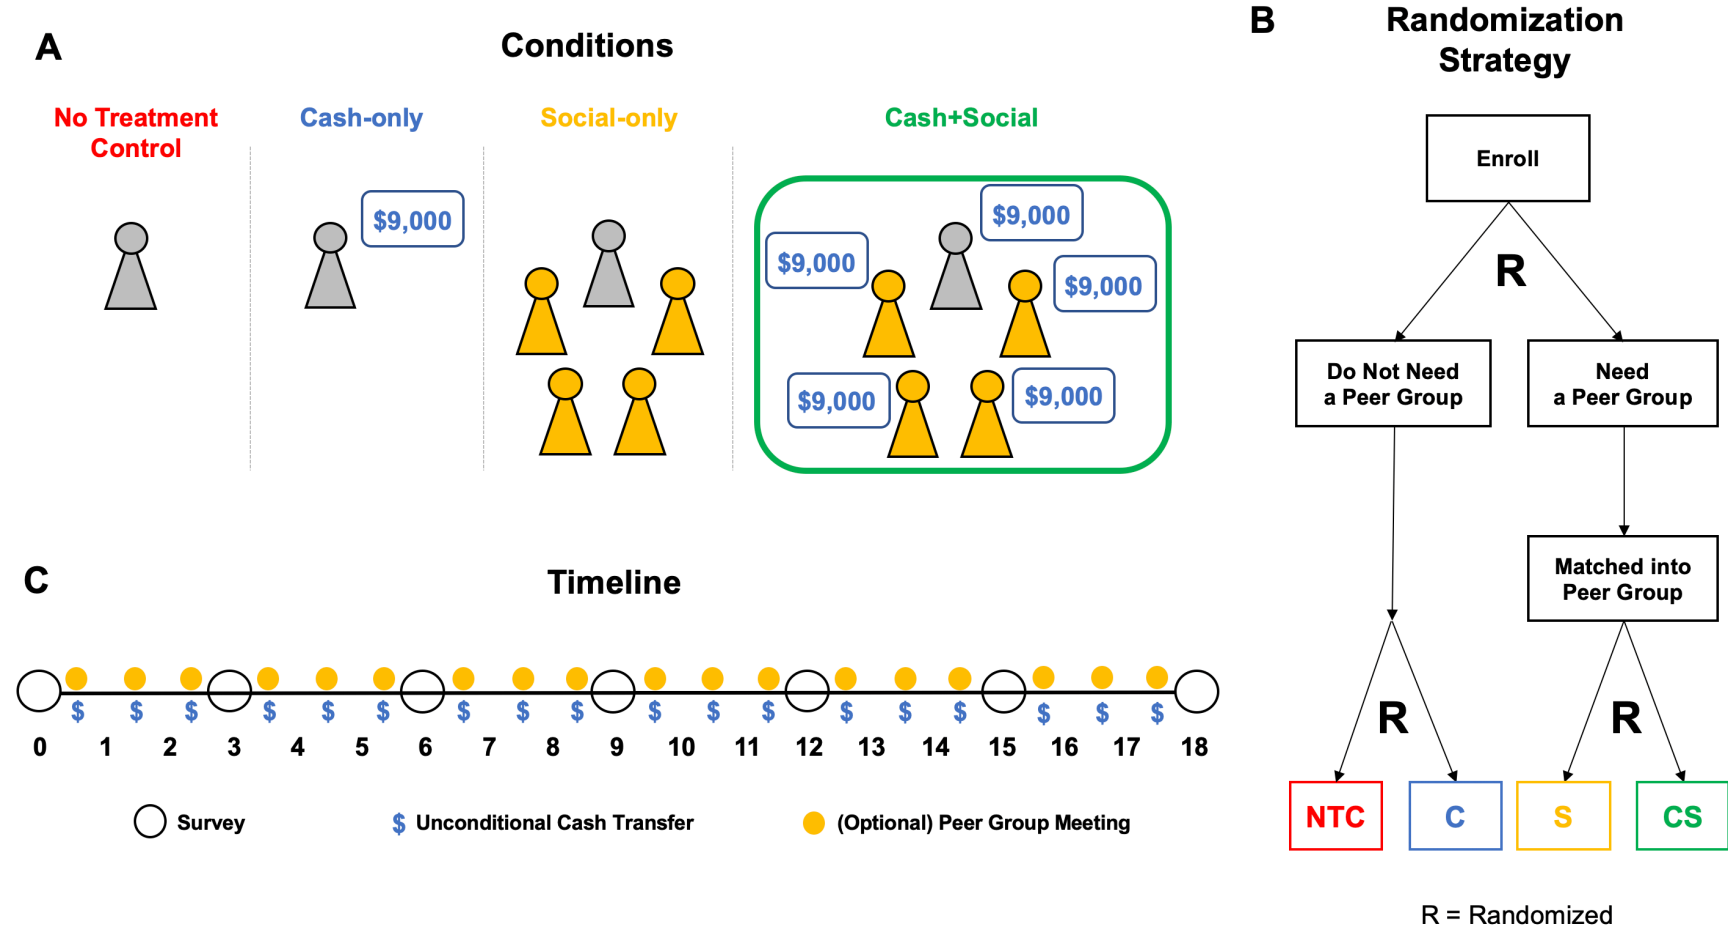 A
Conditions
No Treatment
Control
Cash-only
Social-only
Cash+Social
$9,000
$9,000
$9,000
$9,000
$9,000
$9,000
B
Randomization
Strategy
Enroll
R
Do Not Need
a Peer Group
Need
a Peer Group
Matched into
Peer Group
R
R
NTC
C
S
CS
R = Randomized
C
Timeline
$ $ $ $ $ $ $ $ $ $ $ $ $ $ $ $ $ $
0 1 2 3 4 5 6 7 8 9 10 11 12 13 14 15 16 17 18
Survey
$ Unconditional Cash Transfer
(Optional) Peer Group Meeting